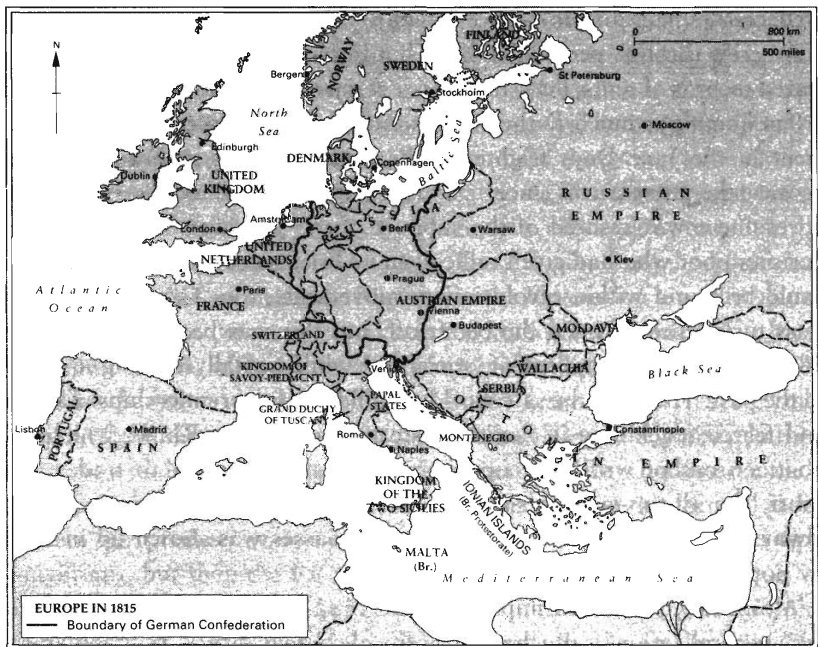 N
0 800 km
0 500 miles
FINLAND
NORWAY
SWEDEN
Bergen
St Petersburg
Stockholm
North
Sea
Moscow
Edinburgh
DENMARK
Copenhagen
Baltic Sea
Dublin
UNITED
KINGDOM
RUSSIAN
EMPIRE
Amsterdam
PRUSSIA
London
Berlin
Warsaw
UNITED
NETHERLANDS
Kiev
Atlantic
Ocean
Paris
Prague
FRANCE
AUSTRIAN EMPIRE
Vienna
Budapest
MOLDAVIA
SWITZERLAND
KINGDOM OF
SAVOY-PIEDMONT
Venice
WALLACHIA
Black Sea
SERBIA
PAPAL
STATES
GRAND DUCHY
OF TUSCANY
PORTUGAL
Lisbon
Madrid
SPAIN
Rome
Naples
MONTENEGRO
Constantinople
OTTOMAN EMPIRE
KINGDOM
OF THE
TWO SICILIES
IONIAN ISLANDS
(Br. Protectorate)
MALTA
(Br.)
Mediterranean Sea
EUROPE IN 1815
Boundary of German Confederation